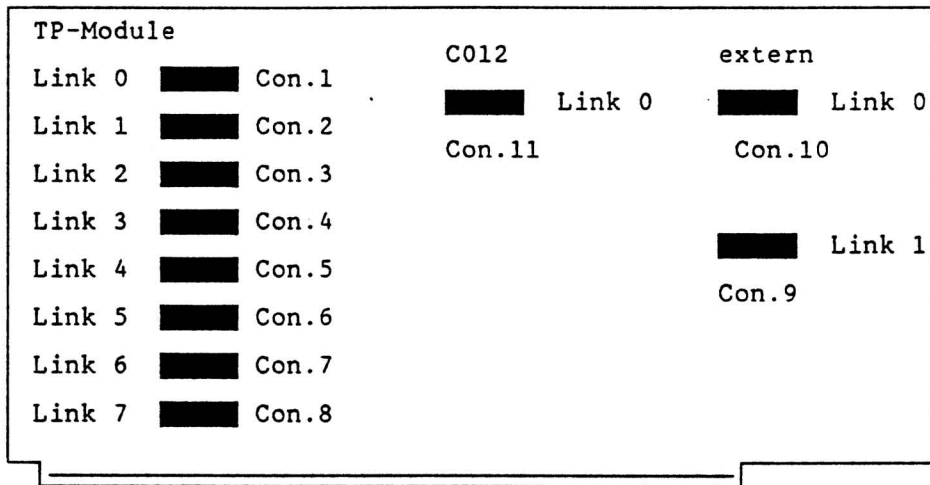 TP-Module
Link 0 Con.1
Link 1 Con.2
Link 2 Con.3
Link 3 Con.4
Link 4 Con.5
Link 5 Con.6
Link 6 Con.7
Link 7 Con.8
C012
Link 0
Con.11
extern
Link 0
Con.10
Link 1
Con.9